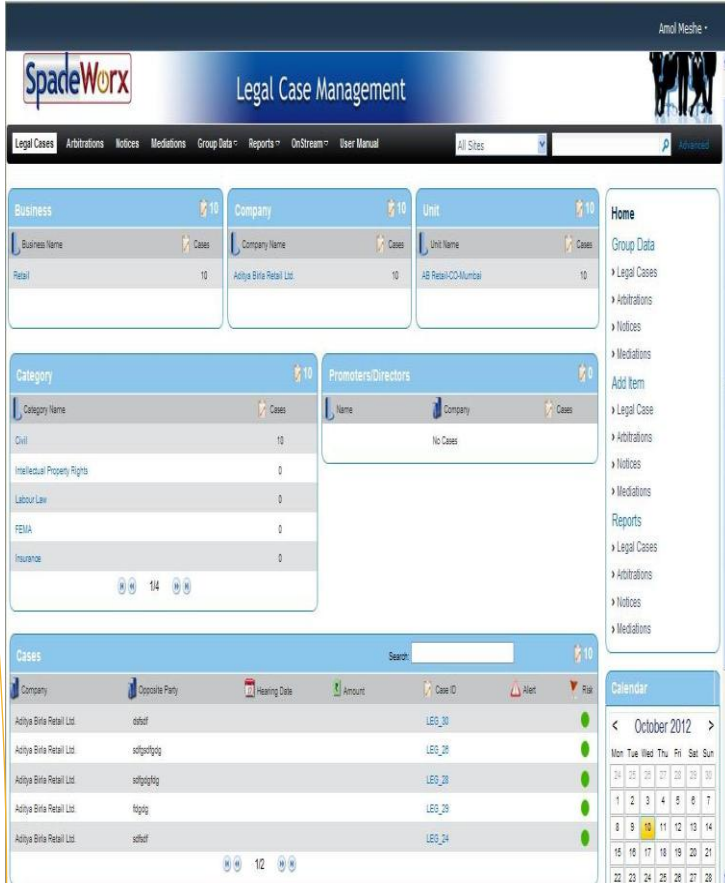 Amol Meshe
SpadeWorx
Legal Case Management
Legal Cases Arbitrations Notices Mediations Group Data Reports OnStream User Manual All Sites Advanced
Business 10 Company 10 Unit 10
Business Name Cases Company Name Cases Unit Name Cases
Retail 10 Aditya Birla Retail Ltd. 10 AB Retail-CO-Mumbai 10
Category 10 Promoters/Directors 0
Category Name Cases Name Company Cases
Civil 10 No Cases
Intellectual Property Rights 0
Labour Law 0
FEMA 0
Insurance 0
1/4
Cases Search: 10
Company Opposite Party Hearing Date Amount Case ID Alert Risk
Aditya Birla Retail Ltd. dsfsdf LEG_30
Aditya Birla Retail Ltd. LEG_26
Aditya Birla Retail Ltd. LEG_28
Aditya Birla Retail Ltd. LEG_29
Aditya Birla Retail Ltd. LEG_24
1/2
Home
Group Data
› Legal Cases
› Arbitrations
› Notices
› Mediations
Add Item
› Legal Case
› Arbitrations
› Notices
› Mediations
Reports
› Legal Cases
› Arbitrations
› Notices
› Mediations
Calendar
< October 2012 >
Mon Tue Wed Thu Fri Sat Sun
24 25 26 27 28 29 30
1 2 3 4 5 6 7
8 9 10 11 12 13 14
15 16 17 18 19 20 21
22 23 24 25 26 27 28